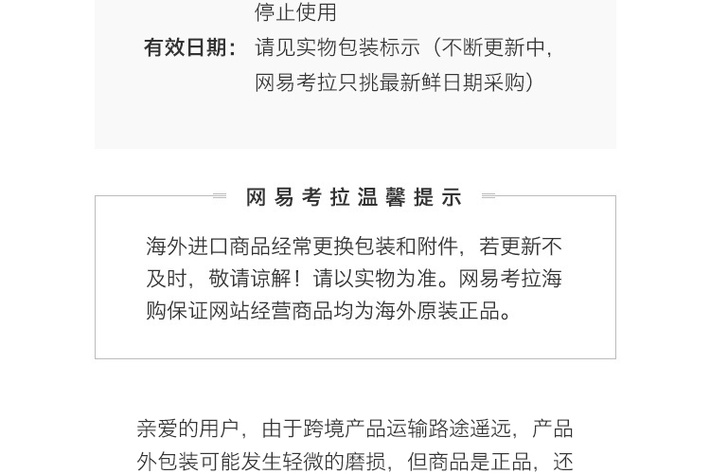 停止使用
有效日期： 请见实物包装标示（不断更新中，
网易考拉只挑最新鲜日期采购）
网易考拉温馨提示
海外进口商品经常更换包装和附件，若更新不
及时，敬请谅解！请以实物为准。网易考拉海
购保证网站经营商品均为海外原装正品。
亲爱的用户，由于跨境产品运输路途遥远，产品
外包装可能发生轻微的磨损，但商品是正品，还